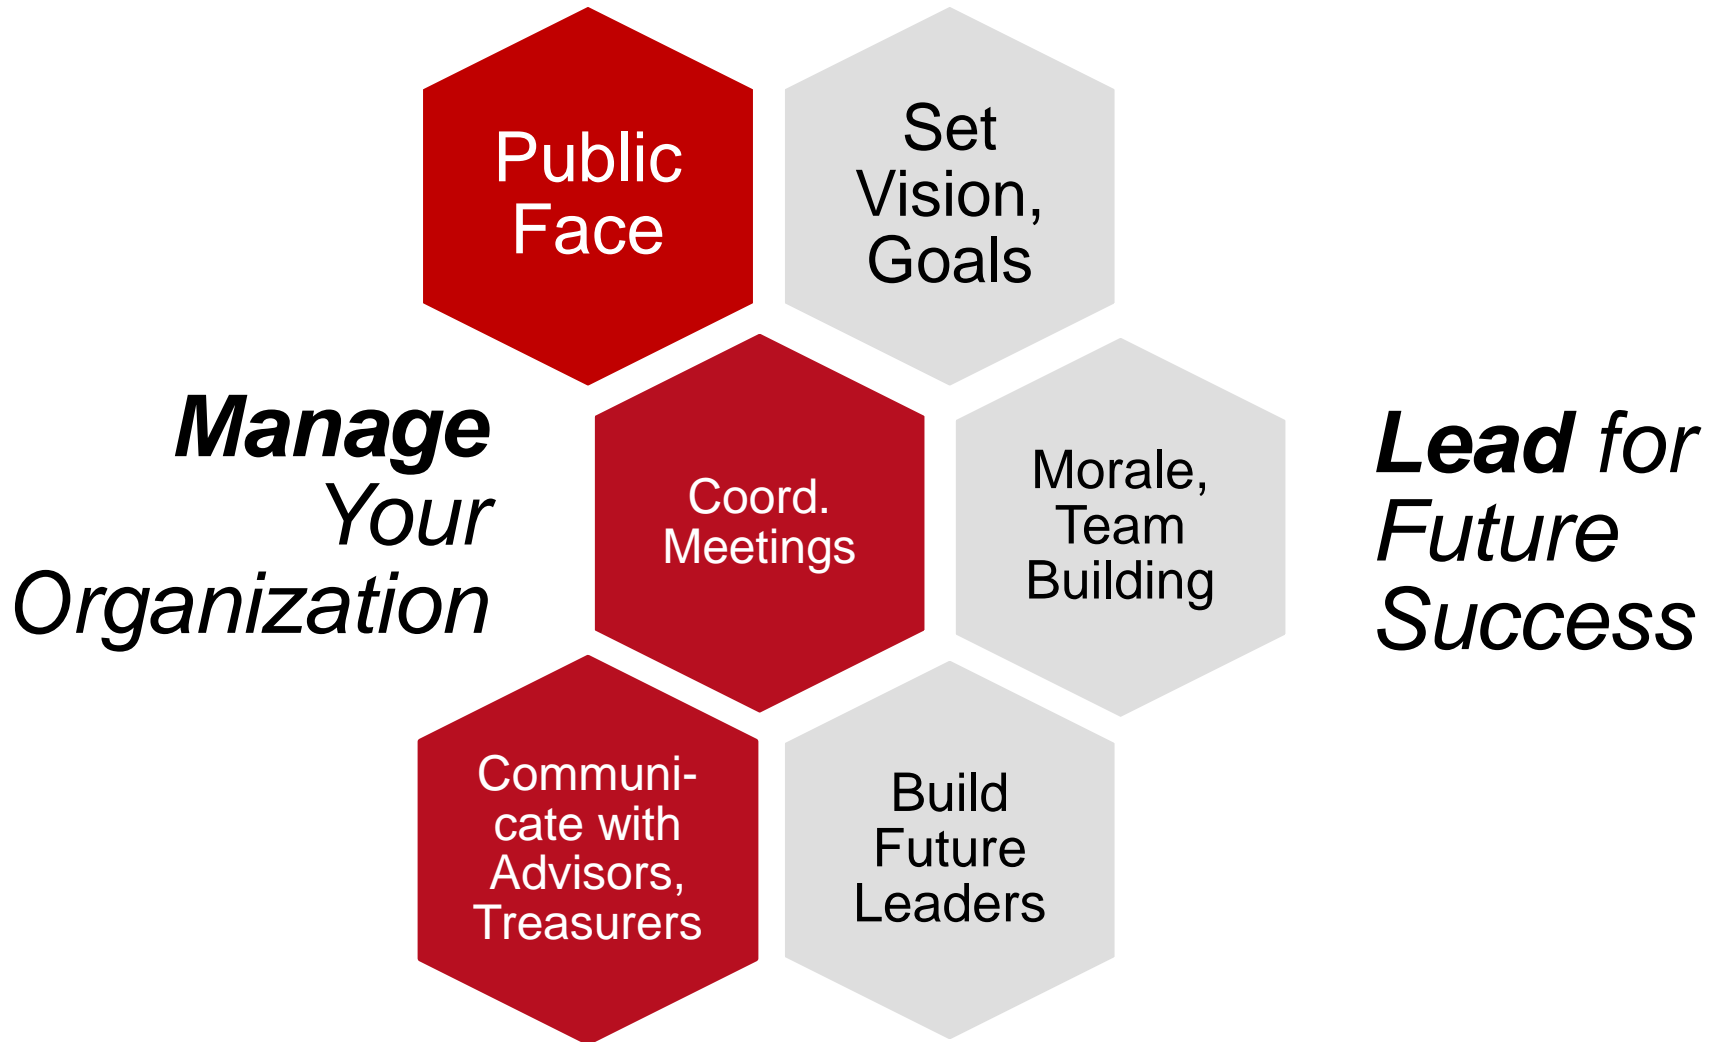 Public
Face
Set
Vision,
Goals
Manage
Your
Organization
Coord.
Meetings
Morale,
Team
Building
Lead for
Future
Success
Communi-
cate with
Advisors,
Treasurers
Build
Future
Leaders